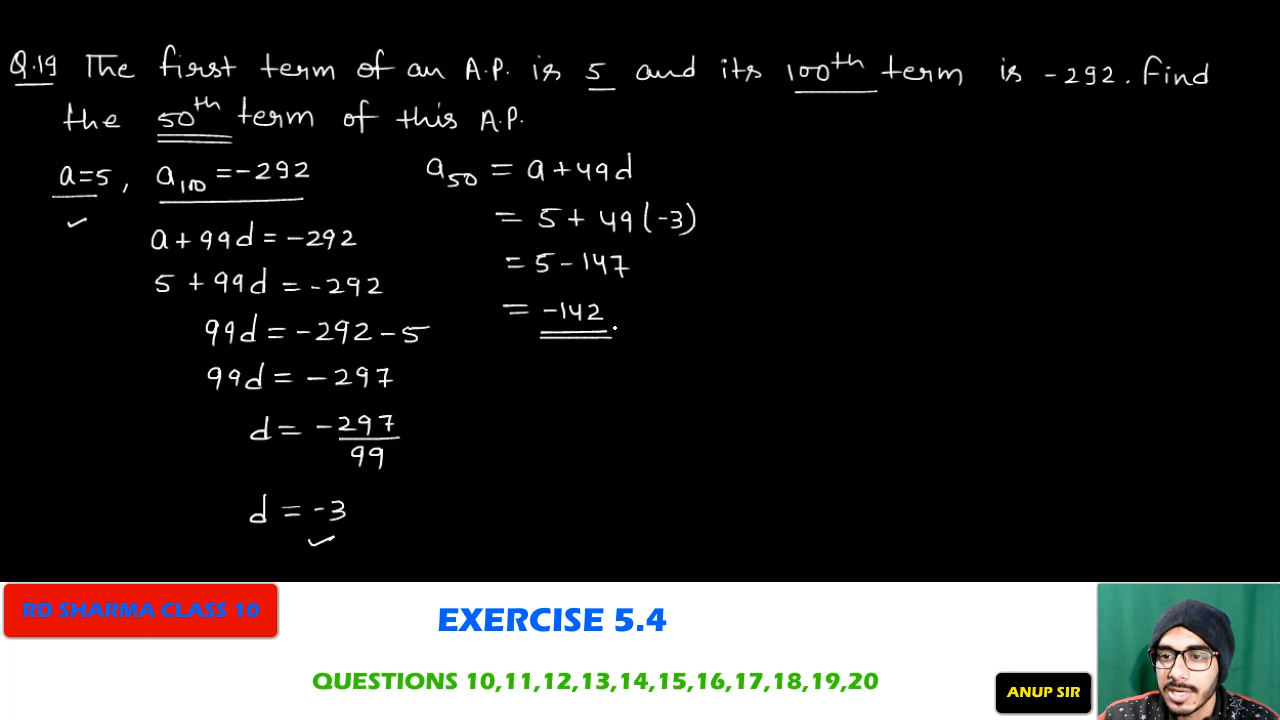 Q.19 The first term of an A.P. is 5 and its 100th term is -292. Find
the 50th term of this A.P.
a=5, a100 = -292
a + 99d = -292
5 + 99d = -292
99d = -292 - 5
99d = -297
d = -297/99
d = -3
a50 = a + 49d
= 5 + 49(-3)
= 5 - 147
= -142.
RD SHARMA CLASS 10
EXERCISE 5.4
QUESTIONS 10,11,12,13,14,15,16,17,18,19,20
ANUP SIR